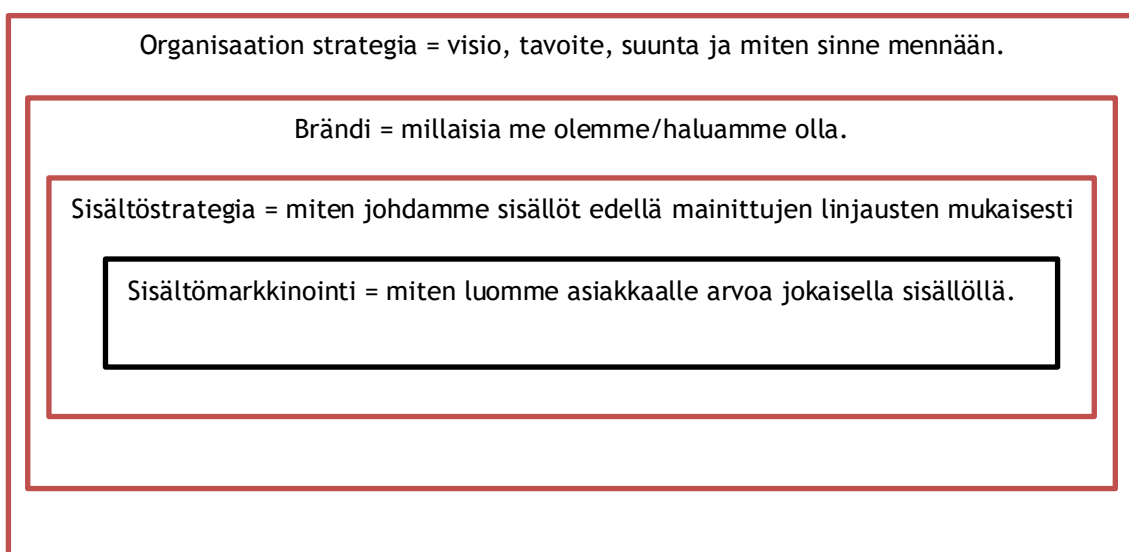 Organisaation strategia = visio, tavoite, suunta ja miten sinne mennään.
Brändi = millaisia me olemme/haluamme olla.
Sisältöstrategia = miten johdamme sisällöt edellä mainittujen linjausten mukaisesti
Sisältömarkkinointi = miten luomme asiakkaalle arvoa jokaisella sisällöllä.